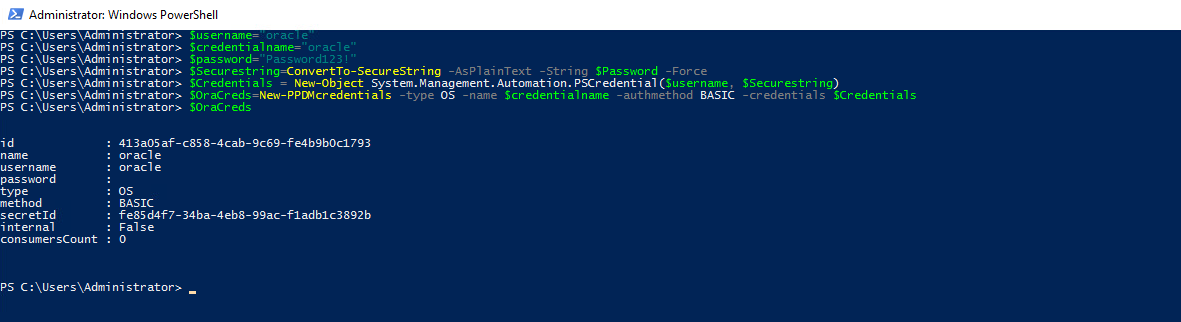 Administrator: Windows PowerShell
PS C:\Users\Administrator> $username="oracle"
PS C:\Users\Administrator> $credentialname="oracle"
PS C:\Users\Administrator> $password="Password123!"
PS C:\Users\Administrator> $Securestring=ConvertTo-SecureString -AsPlainText -String $Password -Force
PS C:\Users\Administrator> $Credentials = New-Object System.Management.Automation.PSCredential($username, $Securestring)
PS C:\Users\Administrator> $OraCreds=New-PPDMcredentials -type OS -name $credentialname -authmethod BASIC -credentials $Credentials
PS C:\Users\Administrator> $OraCreds
id : 413a05af-c858-4cab-9c69-fe4b9b0c1793
name : oracle
username : oracle
password :
type : OS
method : BASIC
secretId : fe85d4f7-34ba-4eb8-99ac-f1adb1c3892b
internal : False
consumersCount : 0
PS C:\Users\Administrator> _